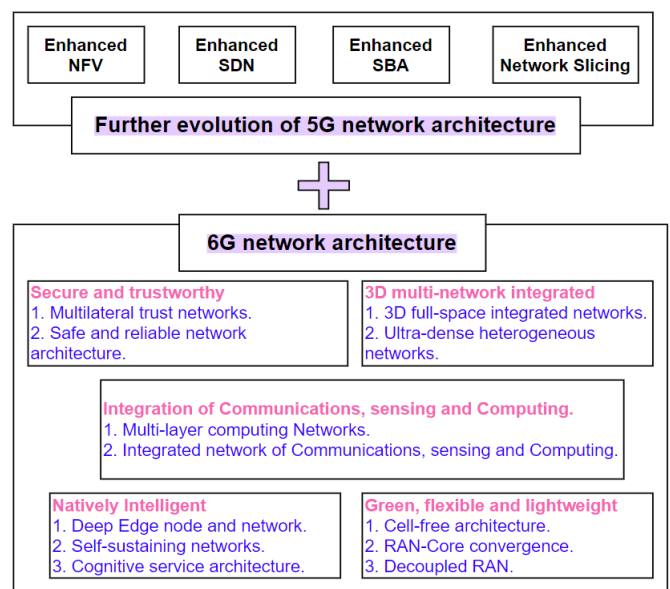 Enhanced
NFV
Enhanced
SDN
Enhanced
SBA
Enhanced
Network Slicing
Further evolution of 5G network architecture
6G network architecture
Secure and trustworthy
1. Multilateral trust networks.
2. Safe and reliable network
architecture.
3D multi-network integrated
1. 3D full-space integrated networks.
2. Ultra-dense heterogeneous
networks.
Integration of Communications, sensing and Computing.
1. Multi-layer computing Networks.
2. Integrated network of Communications, sensing and Computing.
Natively Intelligent
1. Deep Edge node and network.
2. Self-sustaining networks.
3. Cognitive service architecture.
Green, flexible and lightweight
1. Cell-free architecture.
2. RAN-Core convergence.
3. Decoupled RAN.